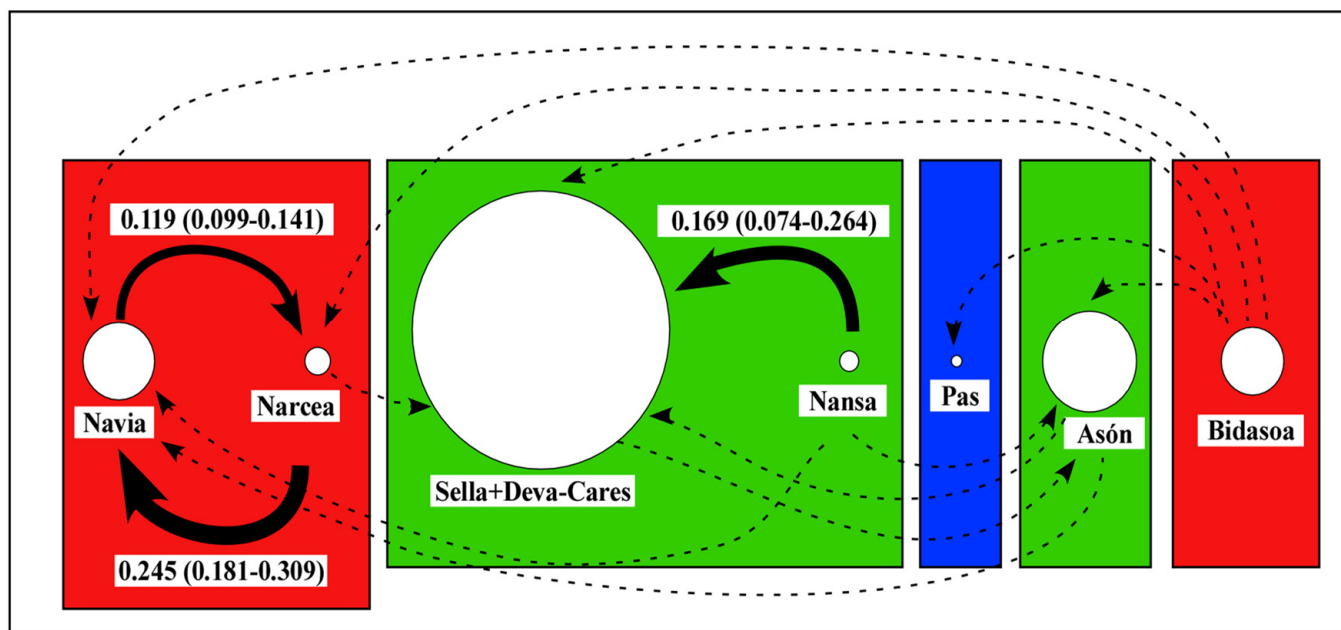 0.119 (0.099-0.141)
0.169 (0.074-0.264)
Navia
Narcea
Nansa
Pas
Asón
Bidasoa
Sella+Deva-Cares
0.245 (0.181-0.309)